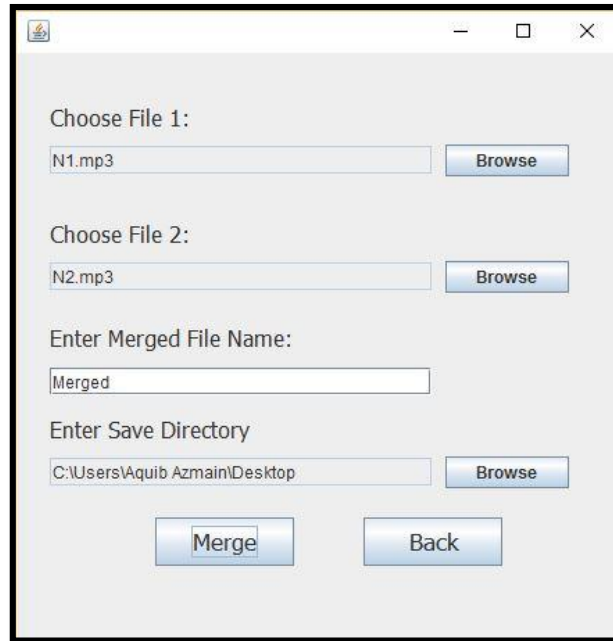 Choose File 1:
N1.mp3 Browse
Choose File 2:
N2.mp3 Browse
Enter Merged File Name:
Merged
Enter Save Directory
C:\Users\Aquib Azmain\Desktop Browse
Merge Back